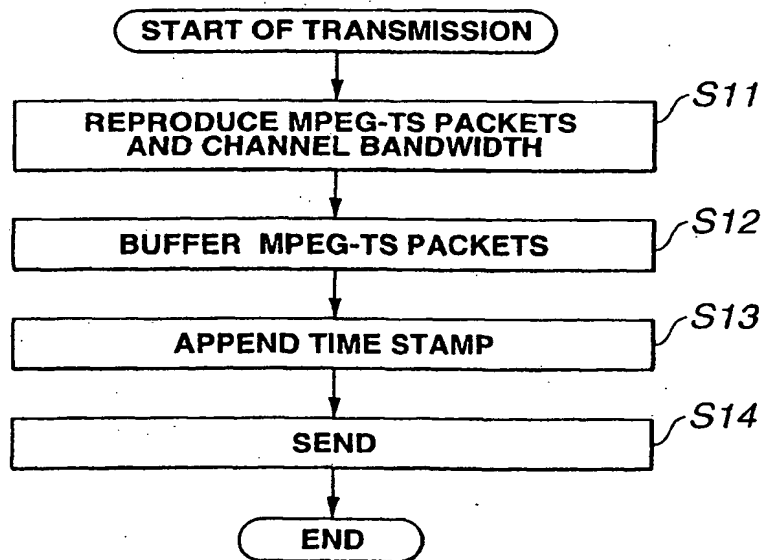 START OF TRANSMISSION
S11
REPRODUCE MPEG-TS PACKETS
AND CHANNEL BANDWIDTH
S12
BUFFER MPEG-TS PACKETS
S13
APPEND TIME STAMP
S14
SEND
END